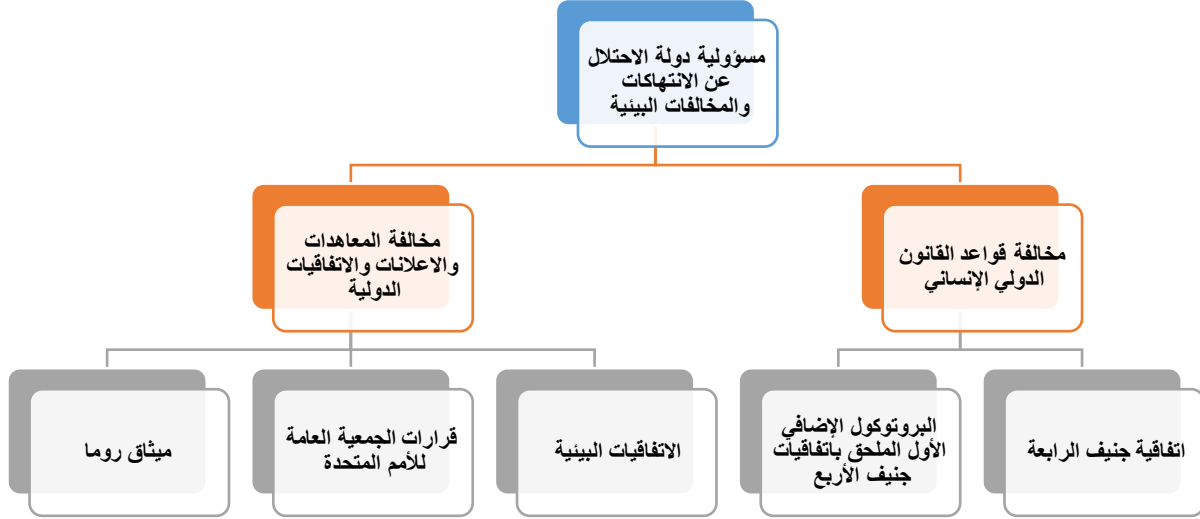 مسؤولية دولة الاحتلال
عن الانتهاكات
والمخالفات البيئية
مخالفة قواعد القانون
الدولي الإنساني
مخالفة المعاهدات
والاعلانات والاتفاقيات
الدولية
اتفاقية جنيف الرابعة
البروتوكول الإضافي
الأول الملحق باتفاقيات
جنيف الأربع
الاتفاقيات البيئية
قرارات الجمعية العامة
للأمم المتحدة
ميثاق روما